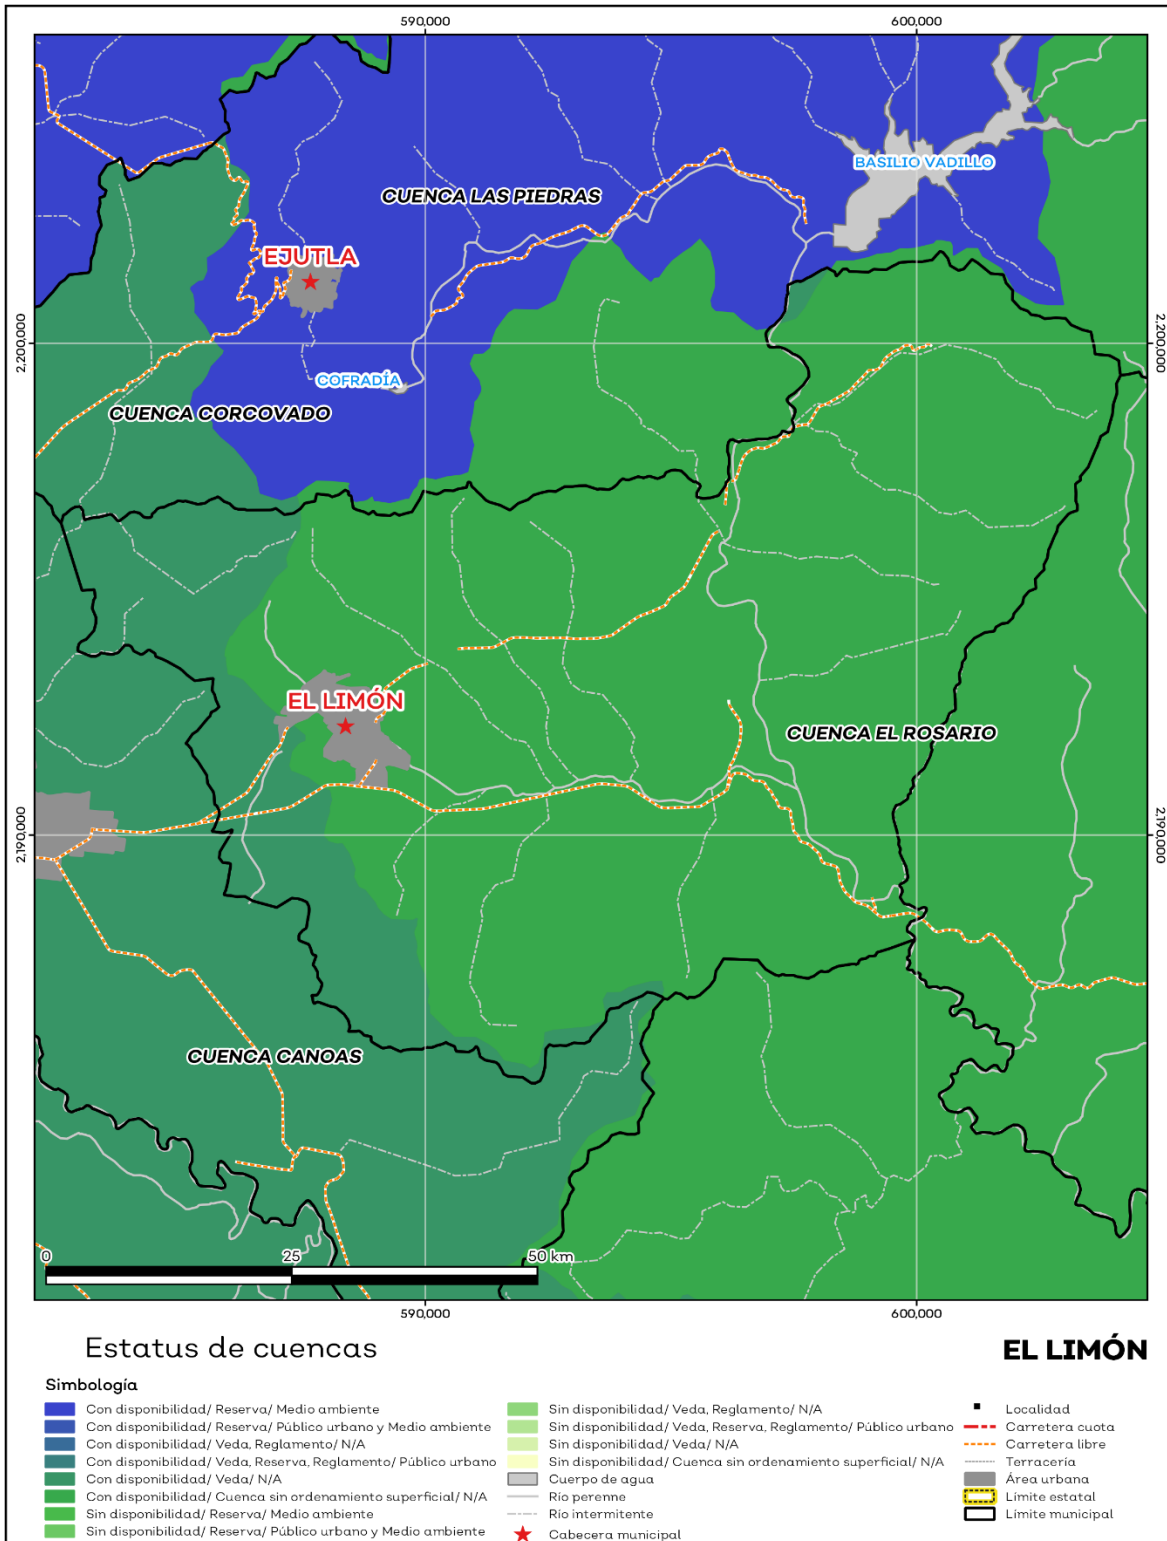 590,000
600,000
BASILIO VADILLO
CUENCA LAS PIEDRAS
EJUTLA
2,200,000
2,200,000
COFRADÍA
CUENCA CORCOVADO
EL LIMÓN
CUENCA EL ROSARIO
2,190,000
2,190,000
CUENCA CANOAS
0
25
50 km
590,000
600,000
Estatus de cuencas
EL LIMÓN
Simbología
Con disponibilidad/ Reserva/ Medio ambiente
Con disponibilidad/ Reserva/ Público urbano y Medio ambiente
Con disponibilidad/ Veda, Reglamento/ N/A
Con disponibilidad/ Veda, Reserva, Reglamento/ Público urbano
Con disponibilidad/ Veda/ N/A
Con disponibilidad/ Cuenca sin ordenamiento superficial/ N/A
Sin disponibilidad/ Reserva/ Medio ambiente
Sin disponibilidad/ Reserva/ Público urbano y Medio ambiente
Sin disponibilidad/ Veda, Reglamento/ N/A
Sin disponibilidad/ Veda, Reserva, Reglamento/ Público urbano
Sin disponibilidad/ Veda/ N/A
Sin disponibilidad/ Cuenca sin ordenamiento superficial/ N/A
Cuerpo de agua
Río perenne
Río intermitente
Cabecera municipal
Localidad
Carretera cuota
Carretera libre
Terracería
Área urbana
Límite estatal
Límite municipal